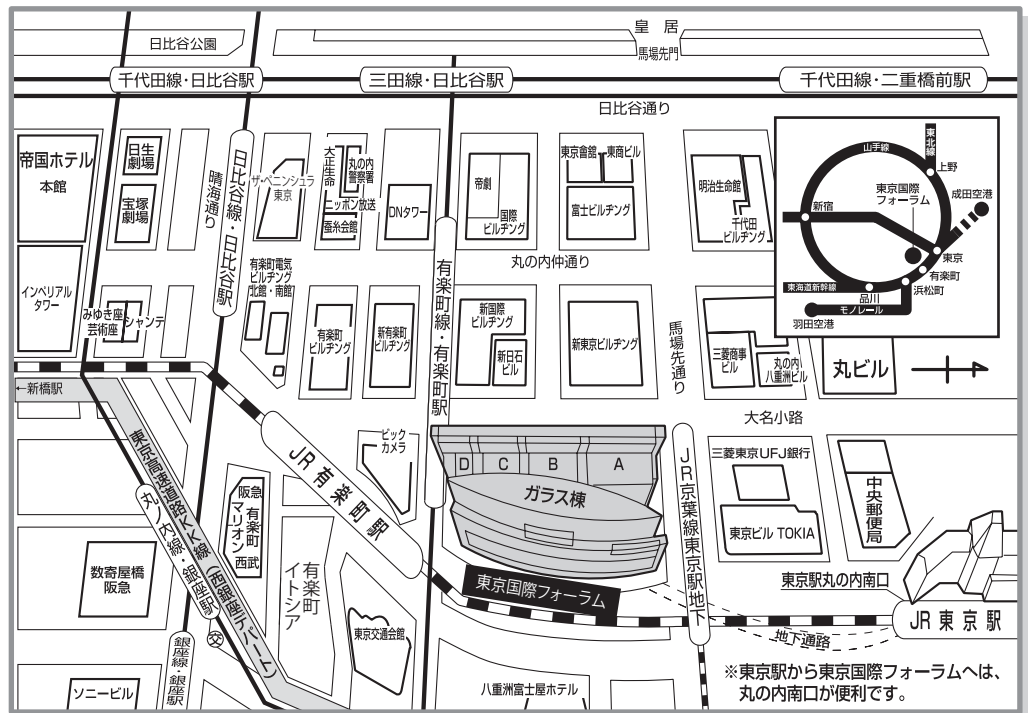 日比谷公園
皇居
馬場先門
千代田線・日比谷駅
三田線・日比谷駅
千代田線・二重橋前駅
日比谷通り
帝国ホテル
本館
日生
劇場
宝塚
劇場
晴海通り
日比谷線・日比谷駅
ザ・ペニンシュラ
東京
大正生命
丸の内
警察署
ニッポン放送
蚕糸会館
DNタワー
帝劇
国際
ビルヂング
東京會舘
東商ビル
富士ビルヂング
明治生命館
千代田
ビルヂング
東北線
山手線
上野
東京国際
フォーラム
成田空港
新宿
東京
有楽町
浜松町
東海道新幹線
品川
モノレール
羽田空港
丸の内仲通り
インペリアル
タワー
みゆき座
芸術座
シャンテ
有楽町電気
ビルヂング
北館・南館
有楽町
ビルヂング
新有楽町
ビルヂング
有楽町線・有楽町駅
新国際
ビルヂング
新日石
ビル
新東京ビルヂング
馬場先通り
三菱商事
ビル
丸の内
八重洲ビル
丸ビル
大名小路
←新橋駅
東京高速道路KK線(西銀座デパート)
丸ノ内線・銀座駅
JR有楽町駅
ビック
カメラ
D
C
B
A
ガラス棟
東京国際フォーラム
JR京葉線東京駅地下
三菱東京UFJ銀行
東京ビル TOKIA
中央郵便局
東京駅丸の内南口
JR東京駅
地下通路
数寄屋橋
阪急
阪急
有楽町
マリオン
西武
有楽町
イトシア
東京交通会館
交
銀座線・銀座駅
ソニービル
八重洲富士屋ホテル
※東京駅から東京国際フォーラムへは、
丸の内南口が便利です。